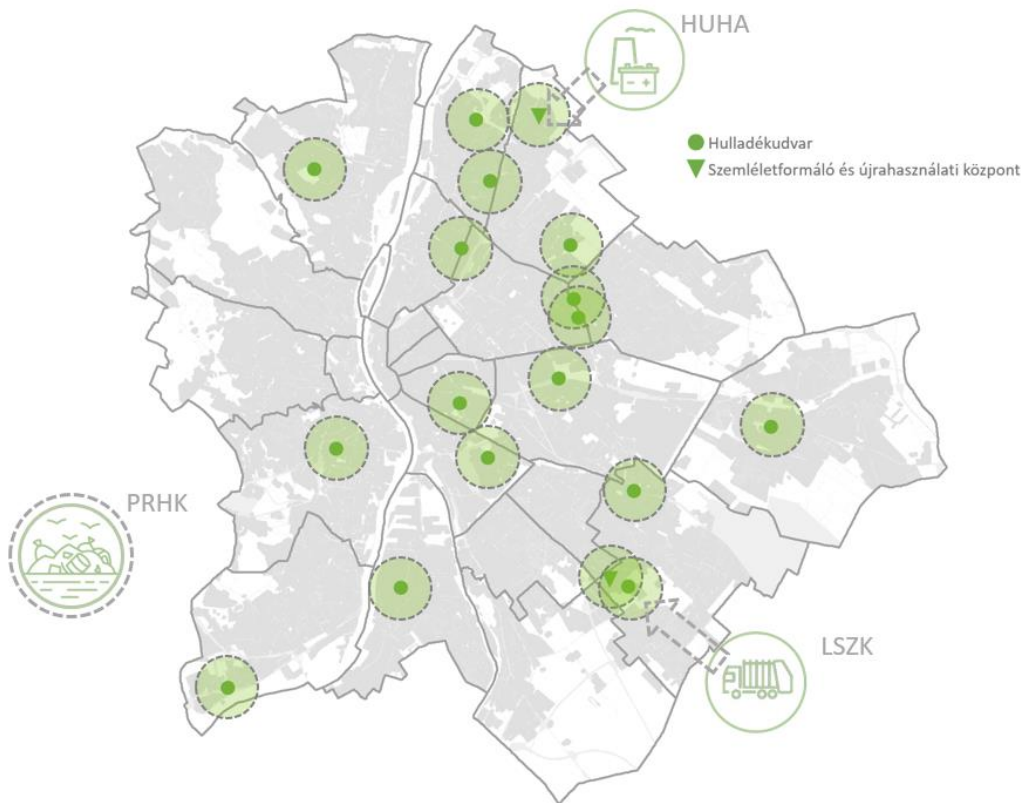 HUHA
Hulladékudvar
Szemléletformáló és újrahasználati központ
PRHK
LSZK